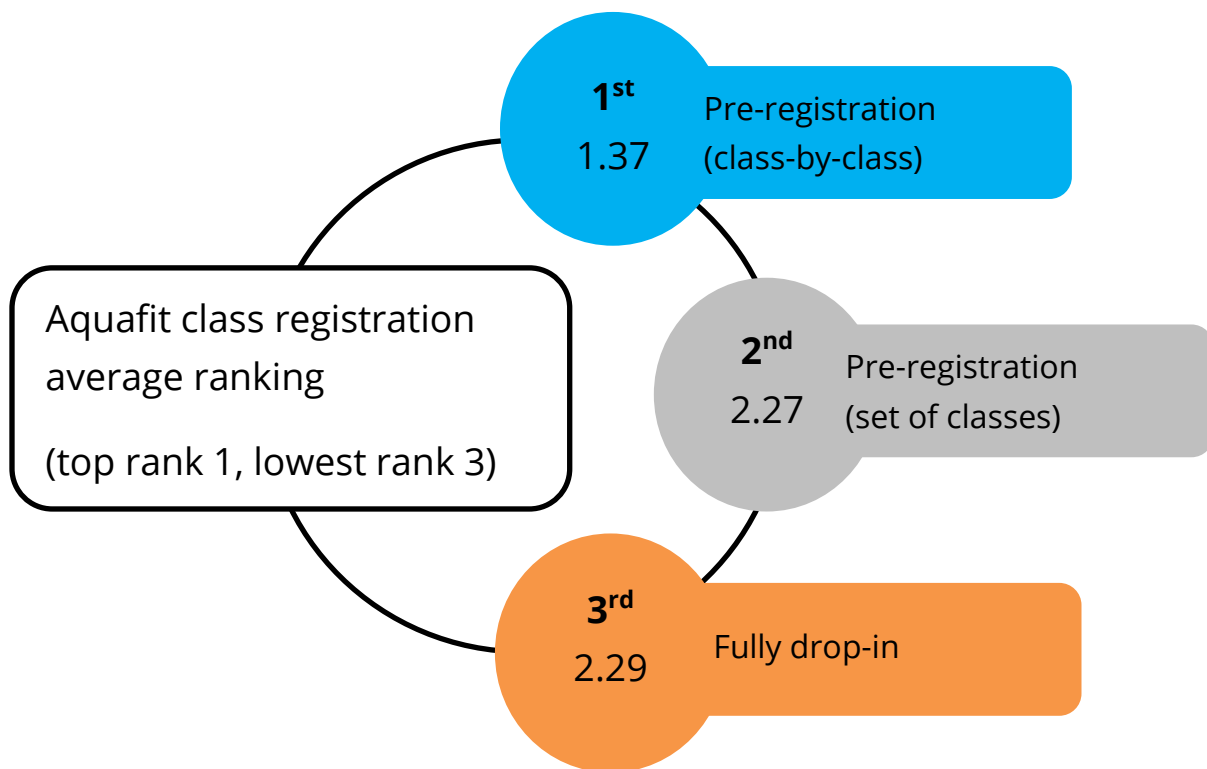 1st
1.37
Pre-registration
(class-by-class)
Aquafit class registration
average ranking
(top rank 1, lowest rank 3)
2nd
2.27
Pre-registration
(set of classes)
3rd
2.29
Fully drop-in